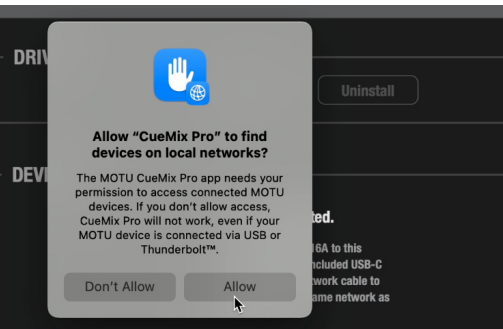 DRIV
Uninstall
Allow “CueMix Pro” to find
devices on local networks?
The MOTU CueMix Pro app needs your
permission to access connected MOTU
devices. If you don’t allow access,
CueMix Pro will not work, even if your
MOTU device is connected via USB or
Thunderbolt™.
Don’t Allow
Allow
DEVI
ted.
16A to this
ncluded USB-C
twork cable to
ame network as